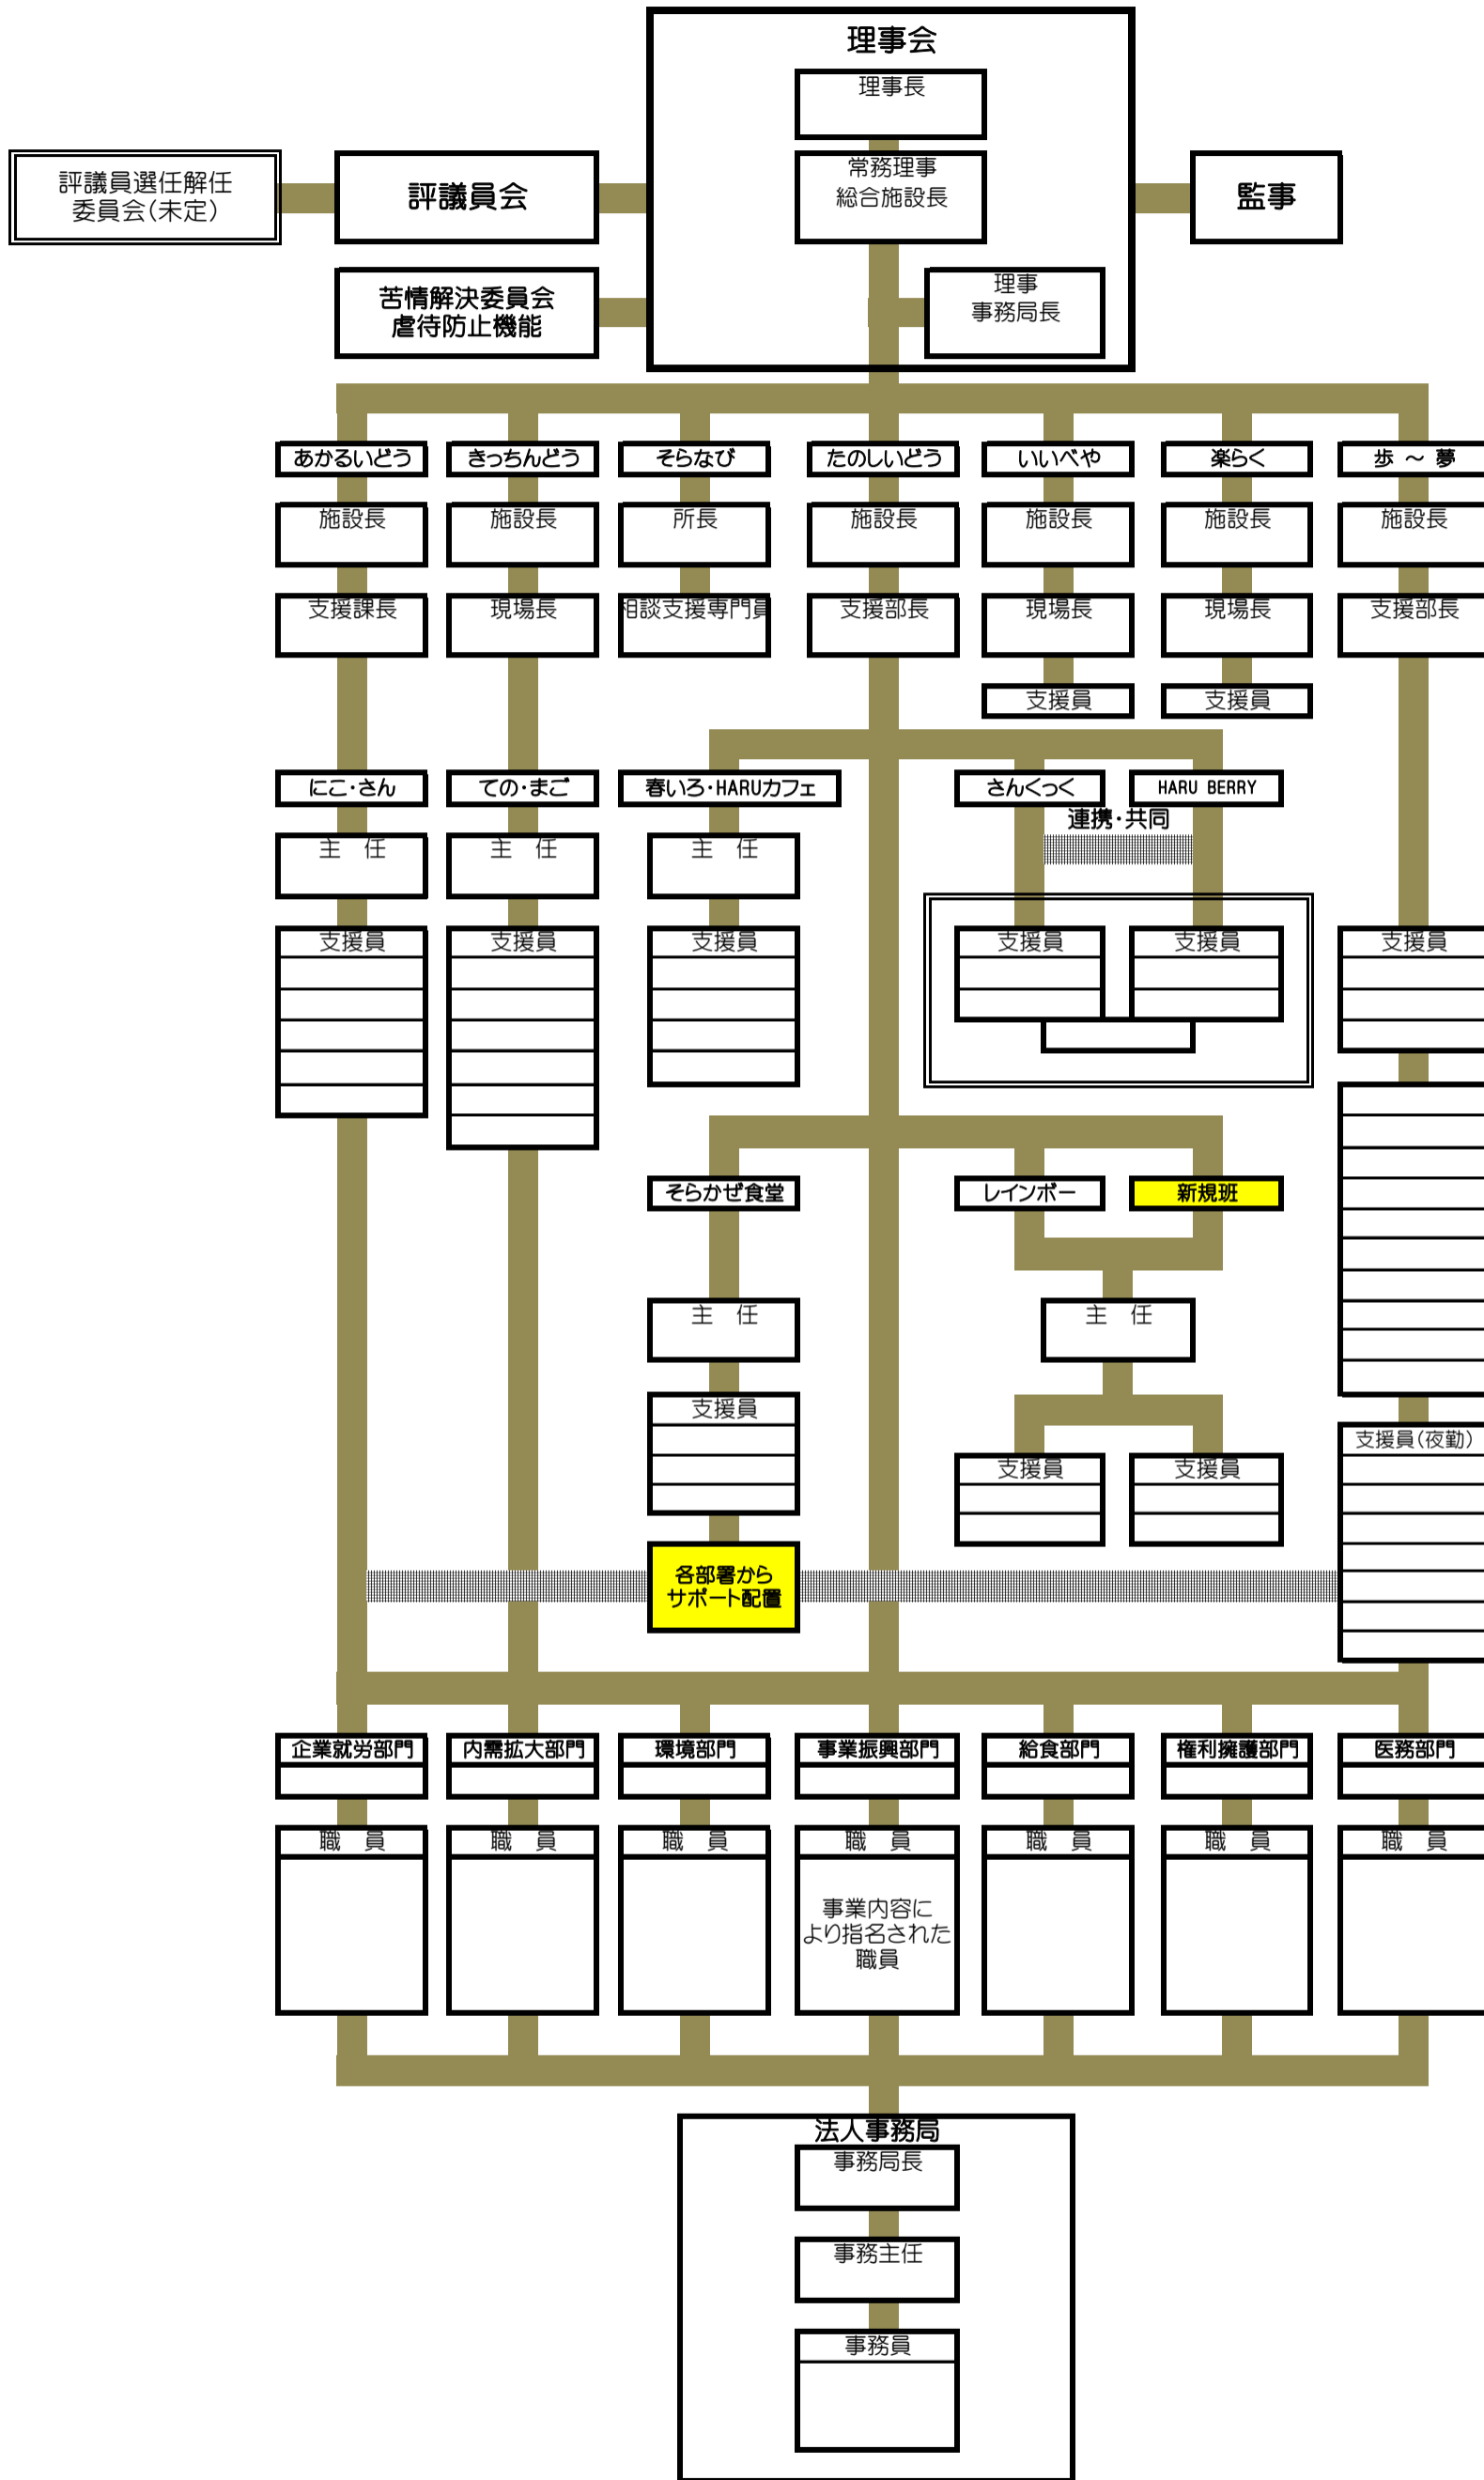 理事会
理事長
常務理事
総合施設長
評議員選任解任
委員会(未定)
評議員会
監事
苦情解決委員会
虐待防止機能
理事
事務局長
あかるいどう
きっちんどう
そらなび
たのしいどう
いいべや
楽らく
歩 ～ 夢
施設長
施設長
所長
施設長
施設長
施設長
施設長
支援課長
現場長
相談支援専門員
支援部長
現場長
現場長
支援部長
支援員
支援員
にこ・さん
ての・まご
春いろ・HARUカフェ
さんくっく
HARU BERRY
連携・共同
主　任
主　任
主　任
支援員
支援員
支援員
支援員
支援員
支援員
そらかぜ食堂
レインボー
新規班
主　任
主　任
支援員
支援員(夜勤)
支援員
支援員
各部署から
サポート配置
企業就労部門
内需拡大部門
環境部門
事業振興部門
給食部門
権利擁護部門
医務部門
職　員
職　員
職　員
職　員
職　員
職　員
職　員
事業内容に
より指名された
職員
法人事務局
事務局長
事務主任
事務員